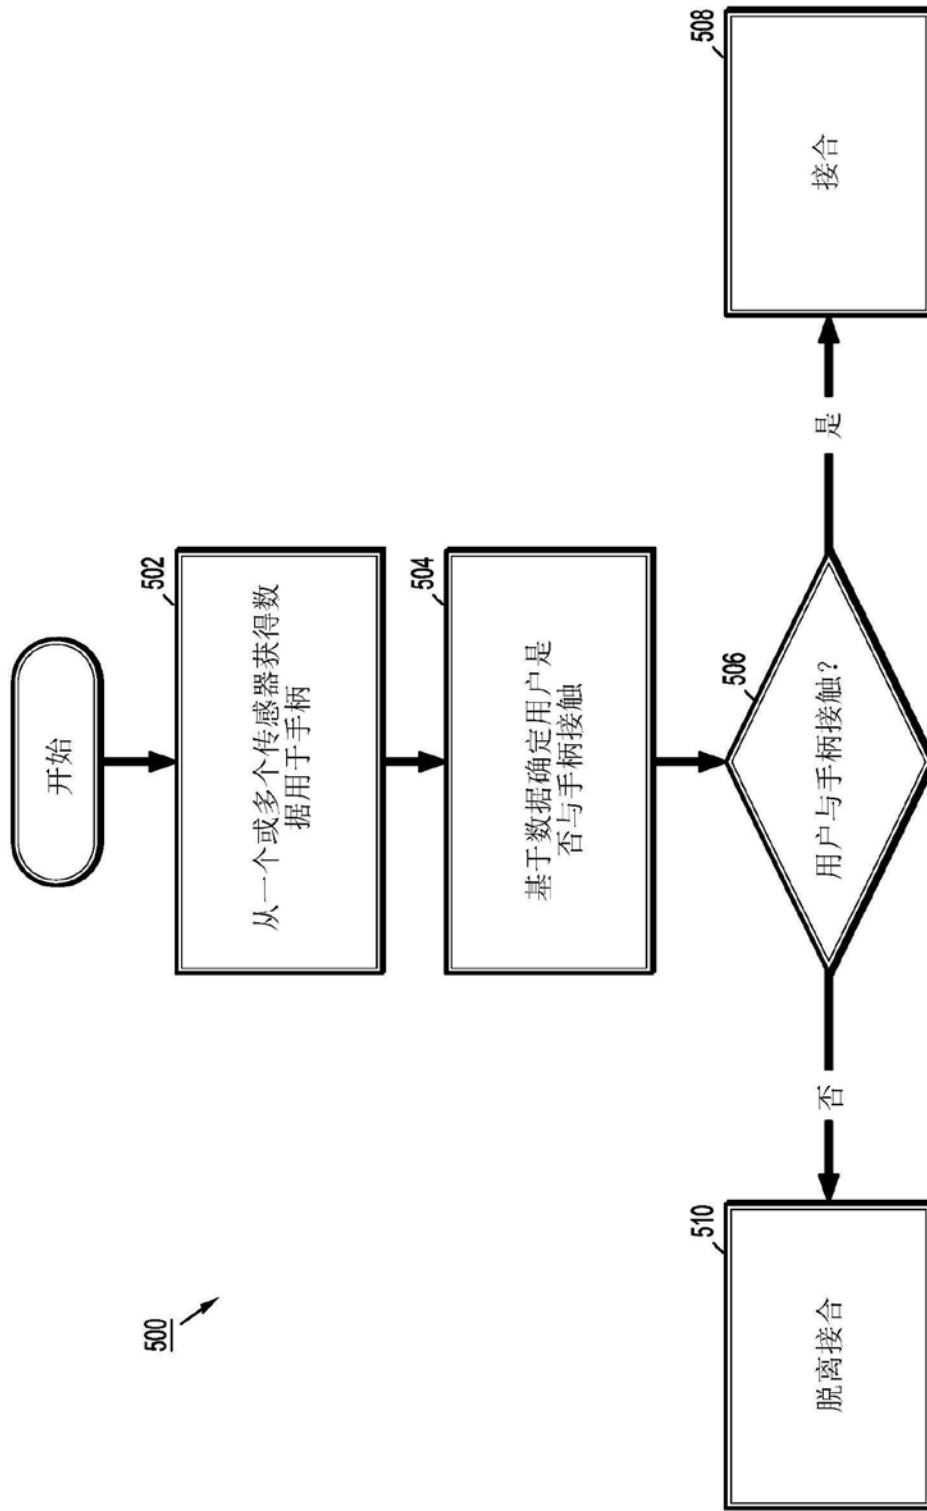 500
开始
502
从一个或多个传感器获得数
据用于手柄
504
基于数据确定用户是
否与手柄接触
506
用户与手柄接触？
否
是
510
脱离接合
508
接合